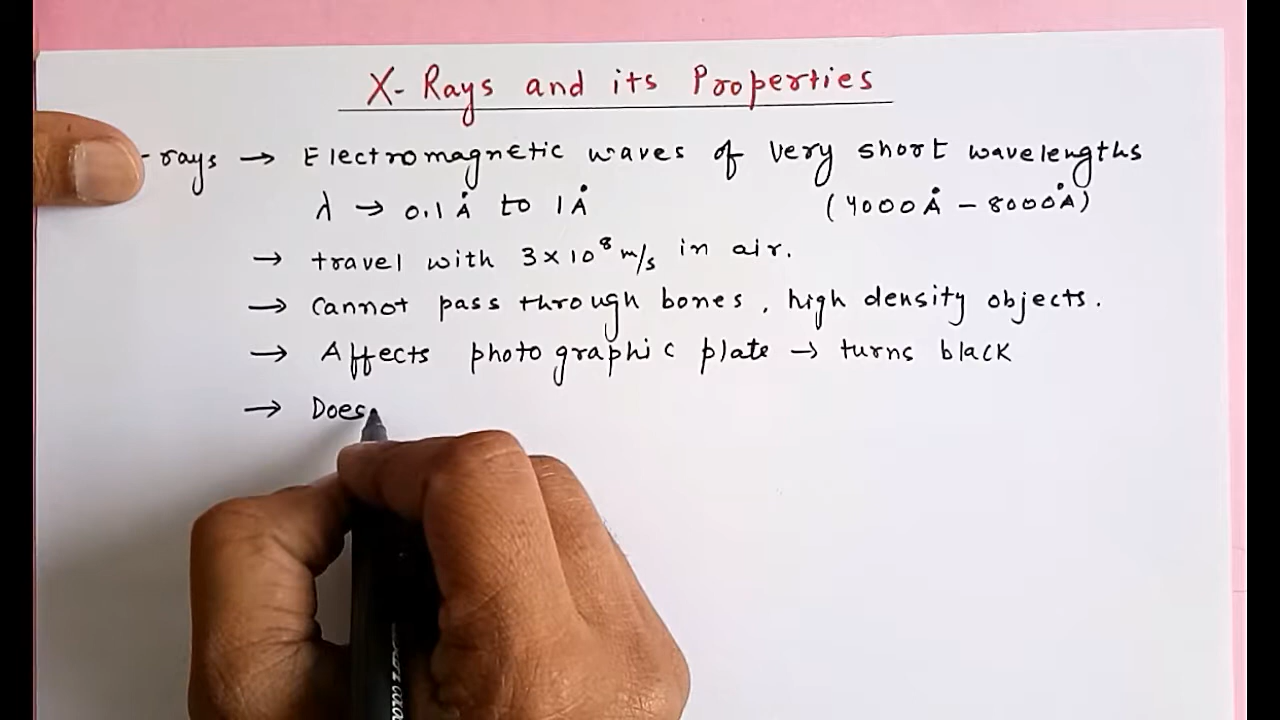 X-Rays and its Properties
-rays → Electromagnetic waves of very short wavelengths
λ → 0.1 Å to 1 Å (4000 Å - 8000 Å)
→ travel with 3 × 10⁸ m/s in air.
→ Cannot pass through bones, high density objects.
→ Affects photographic plate → turns black
→ Does